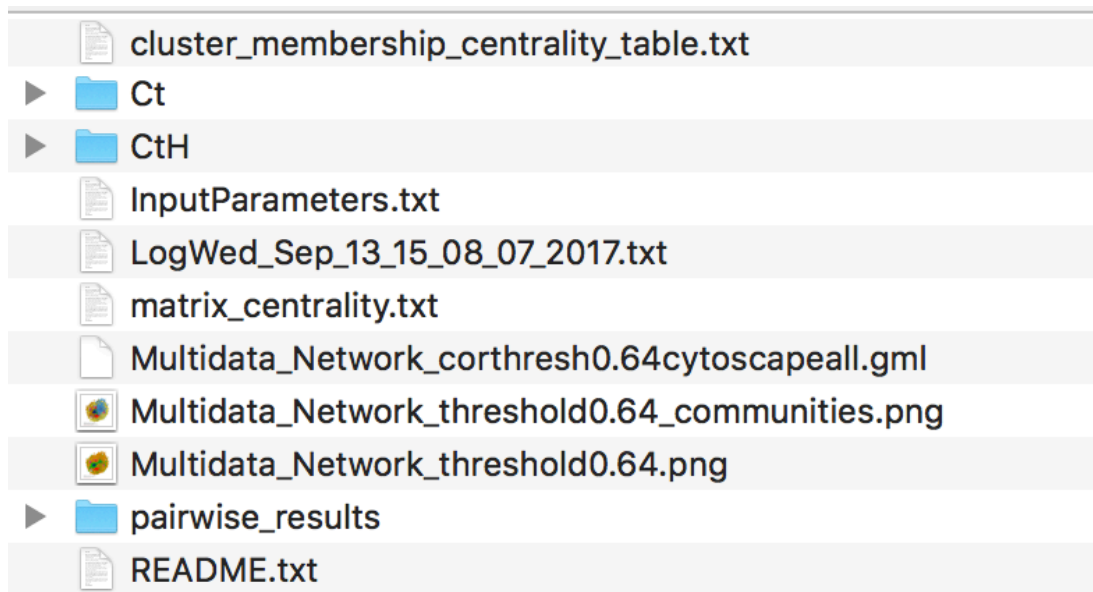 cluster_membership_centrality_table.txt
Ct
CtH
InputParameters.txt
LogWed_Sep_13_15_08_07_2017.txt
matrix_centrality.txt
Multidata_Network_corthresh0.64cytoscapeall.gml
Multidata_Network_threshold0.64_communities.png
Multidata_Network_threshold0.64.png
pairwise_results
README.txt